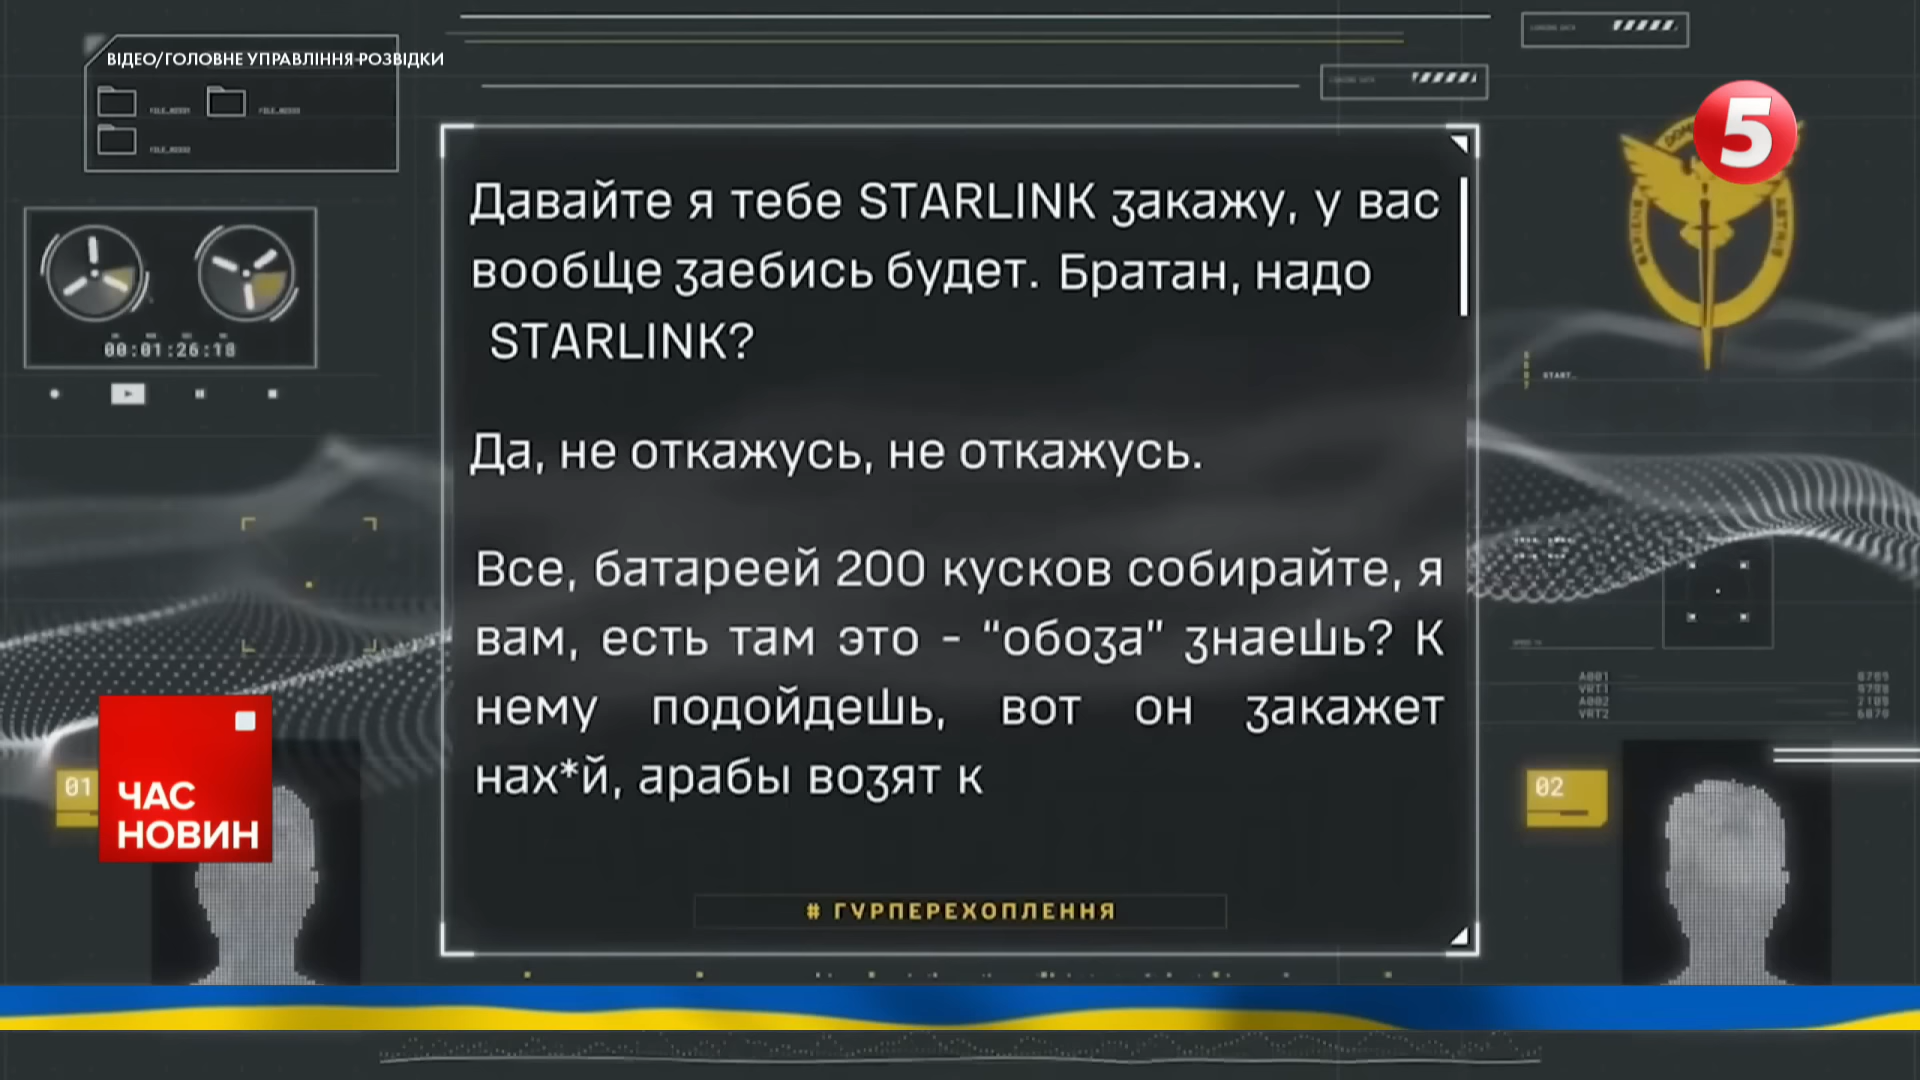 ВІДЕО/ГОЛОВНЕ УПРАВЛІННЯ РОЗВІДКИ
5
00:01:26:18
Давайте я тебе STARLINK закажу, у вас
вообще заебись будет. Братан, надо
STARLINK?
Да, не откажусь, не откажусь.
Все, батареей 200 кусков собирайте, я
вам, есть там это - “обоза” знаешь? К
нему подойдешь, вот он закажет
нах*й, арабы возят к
START
01
ЧАС
НОВИН
02
# ГУРПЕРЕХОПЛЕННЯ